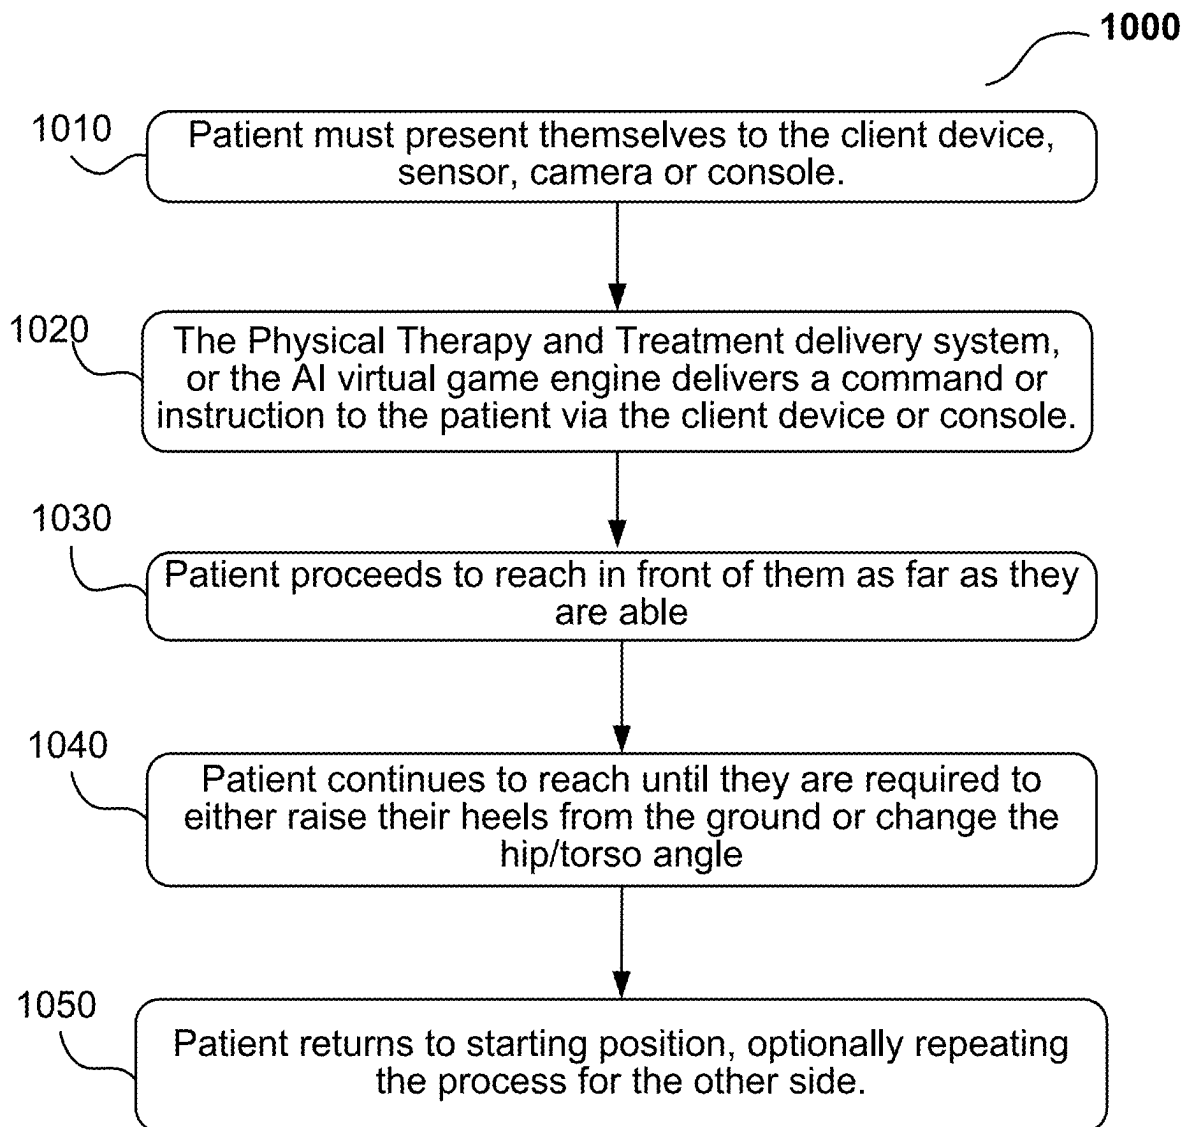 1000
1010
Patient must present themselves to the client device,
sensor, camera or console.
1020
The Physical Therapy and Treatment delivery system,
or the AI virtual game engine delivers a command or
instruction to the patient via the client device or console.
1030
Patient proceeds to reach in front of them as far as they
are able
1040
Patient continues to reach until they are required to
either raise their heels from the ground or change the
hip/torso angle
1050
Patient returns to starting position, optionally repeating
the process for the other side.